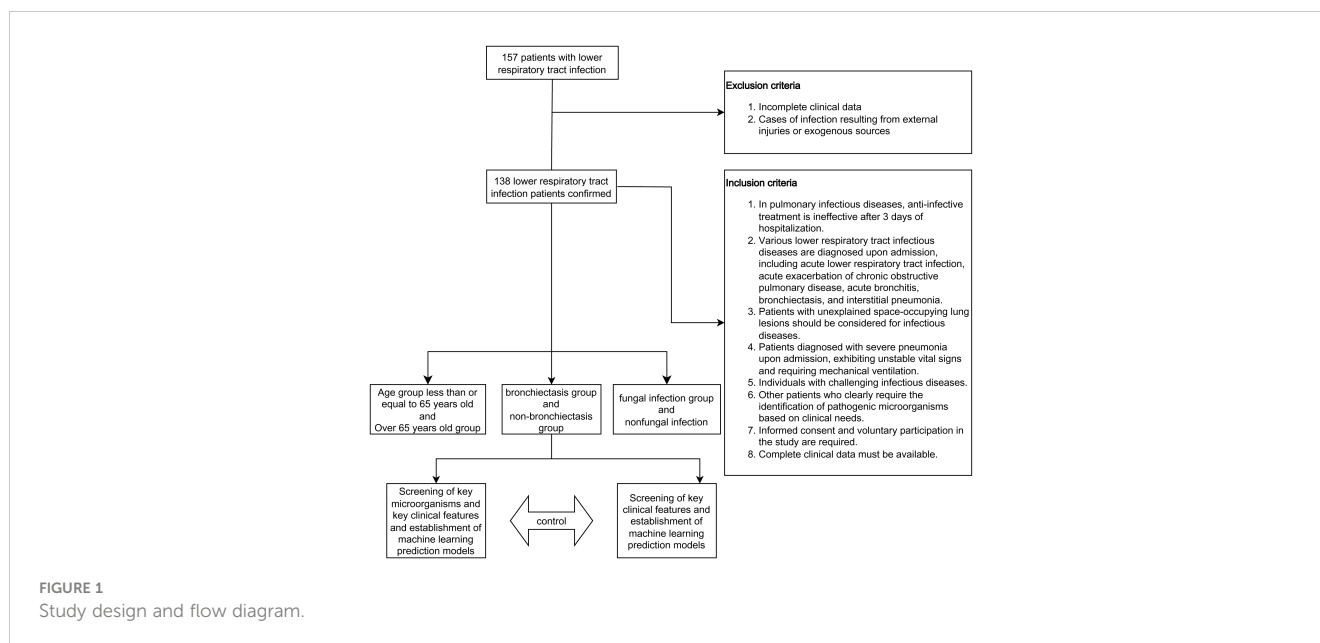 157 patients with lower
respiratory tract infection
Exclusion criteria
1. Incomplete clinical data
2. Cases of infection resulting from external
injuries or exogenous sources
138 lower respiratory tract
infection patients confirmed
Inclusion criteria
1. In pulmonary infectious diseases, anti-infective
treatment is ineffective after 3 days of
hospitalization.
2. Various lower respiratory tract infectious
diseases are diagnosed upon admission,
including acute lower respiratory tract infection,
acute exacerbation of chronic obstructive
pulmonary disease, acute bronchitis,
bronchiectasis, and interstitial pneumonia.
3. Patients with unexplained space-occupying lung
lesions should be considered for infectious
diseases.
4. Patients diagnosed with severe pneumonia
upon admission, exhibiting unstable vital signs
and requiring mechanical ventilation.
5. Individuals with challenging infectious diseases.
6. Other patients who clearly require the
identification of pathogenic microorganisms
based on clinical needs.
7. Informed consent and voluntary participation in
the study are required.
8. Complete clinical data must be available.
Age group less than or
equal to 65 years old
and
Over 65 years old group
bronchiectasis group
and
non-bronchiectasis
group
fungal infection group
and
nonfungal infection
Screening of key
microorganisms and
key clinical features
and establishment of
machine learning
prediction models
control
Screening of key
clinical features and
establishment of
machine learning
prediction models
FIGURE 1
Study design and flow diagram.